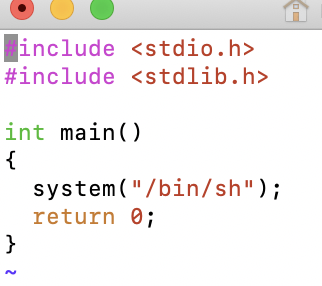 #include <stdio.h>
#include <stdlib.h>

int main()
{
  system("/bin/sh");
  return 0;
}
~